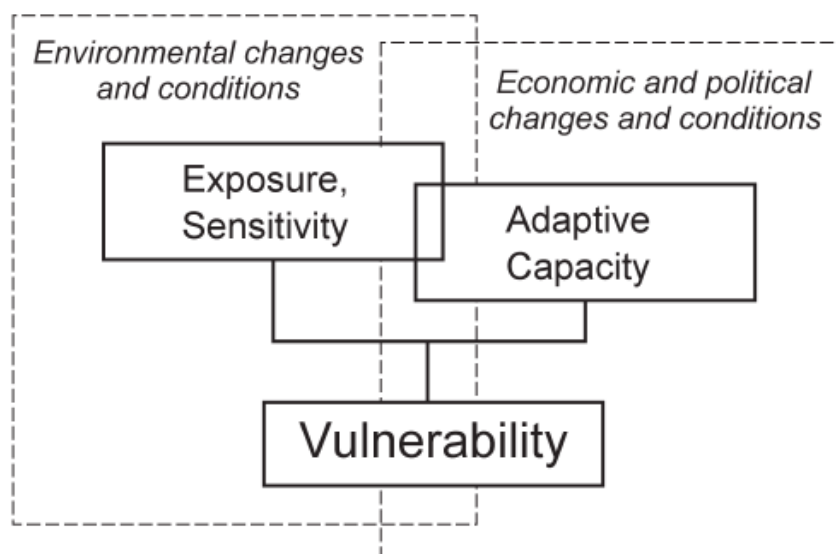 Environmental changes
and conditions
Economic and political
changes and conditions
Exposure,
Sensitivity
Adaptive
Capacity
Vulnerability